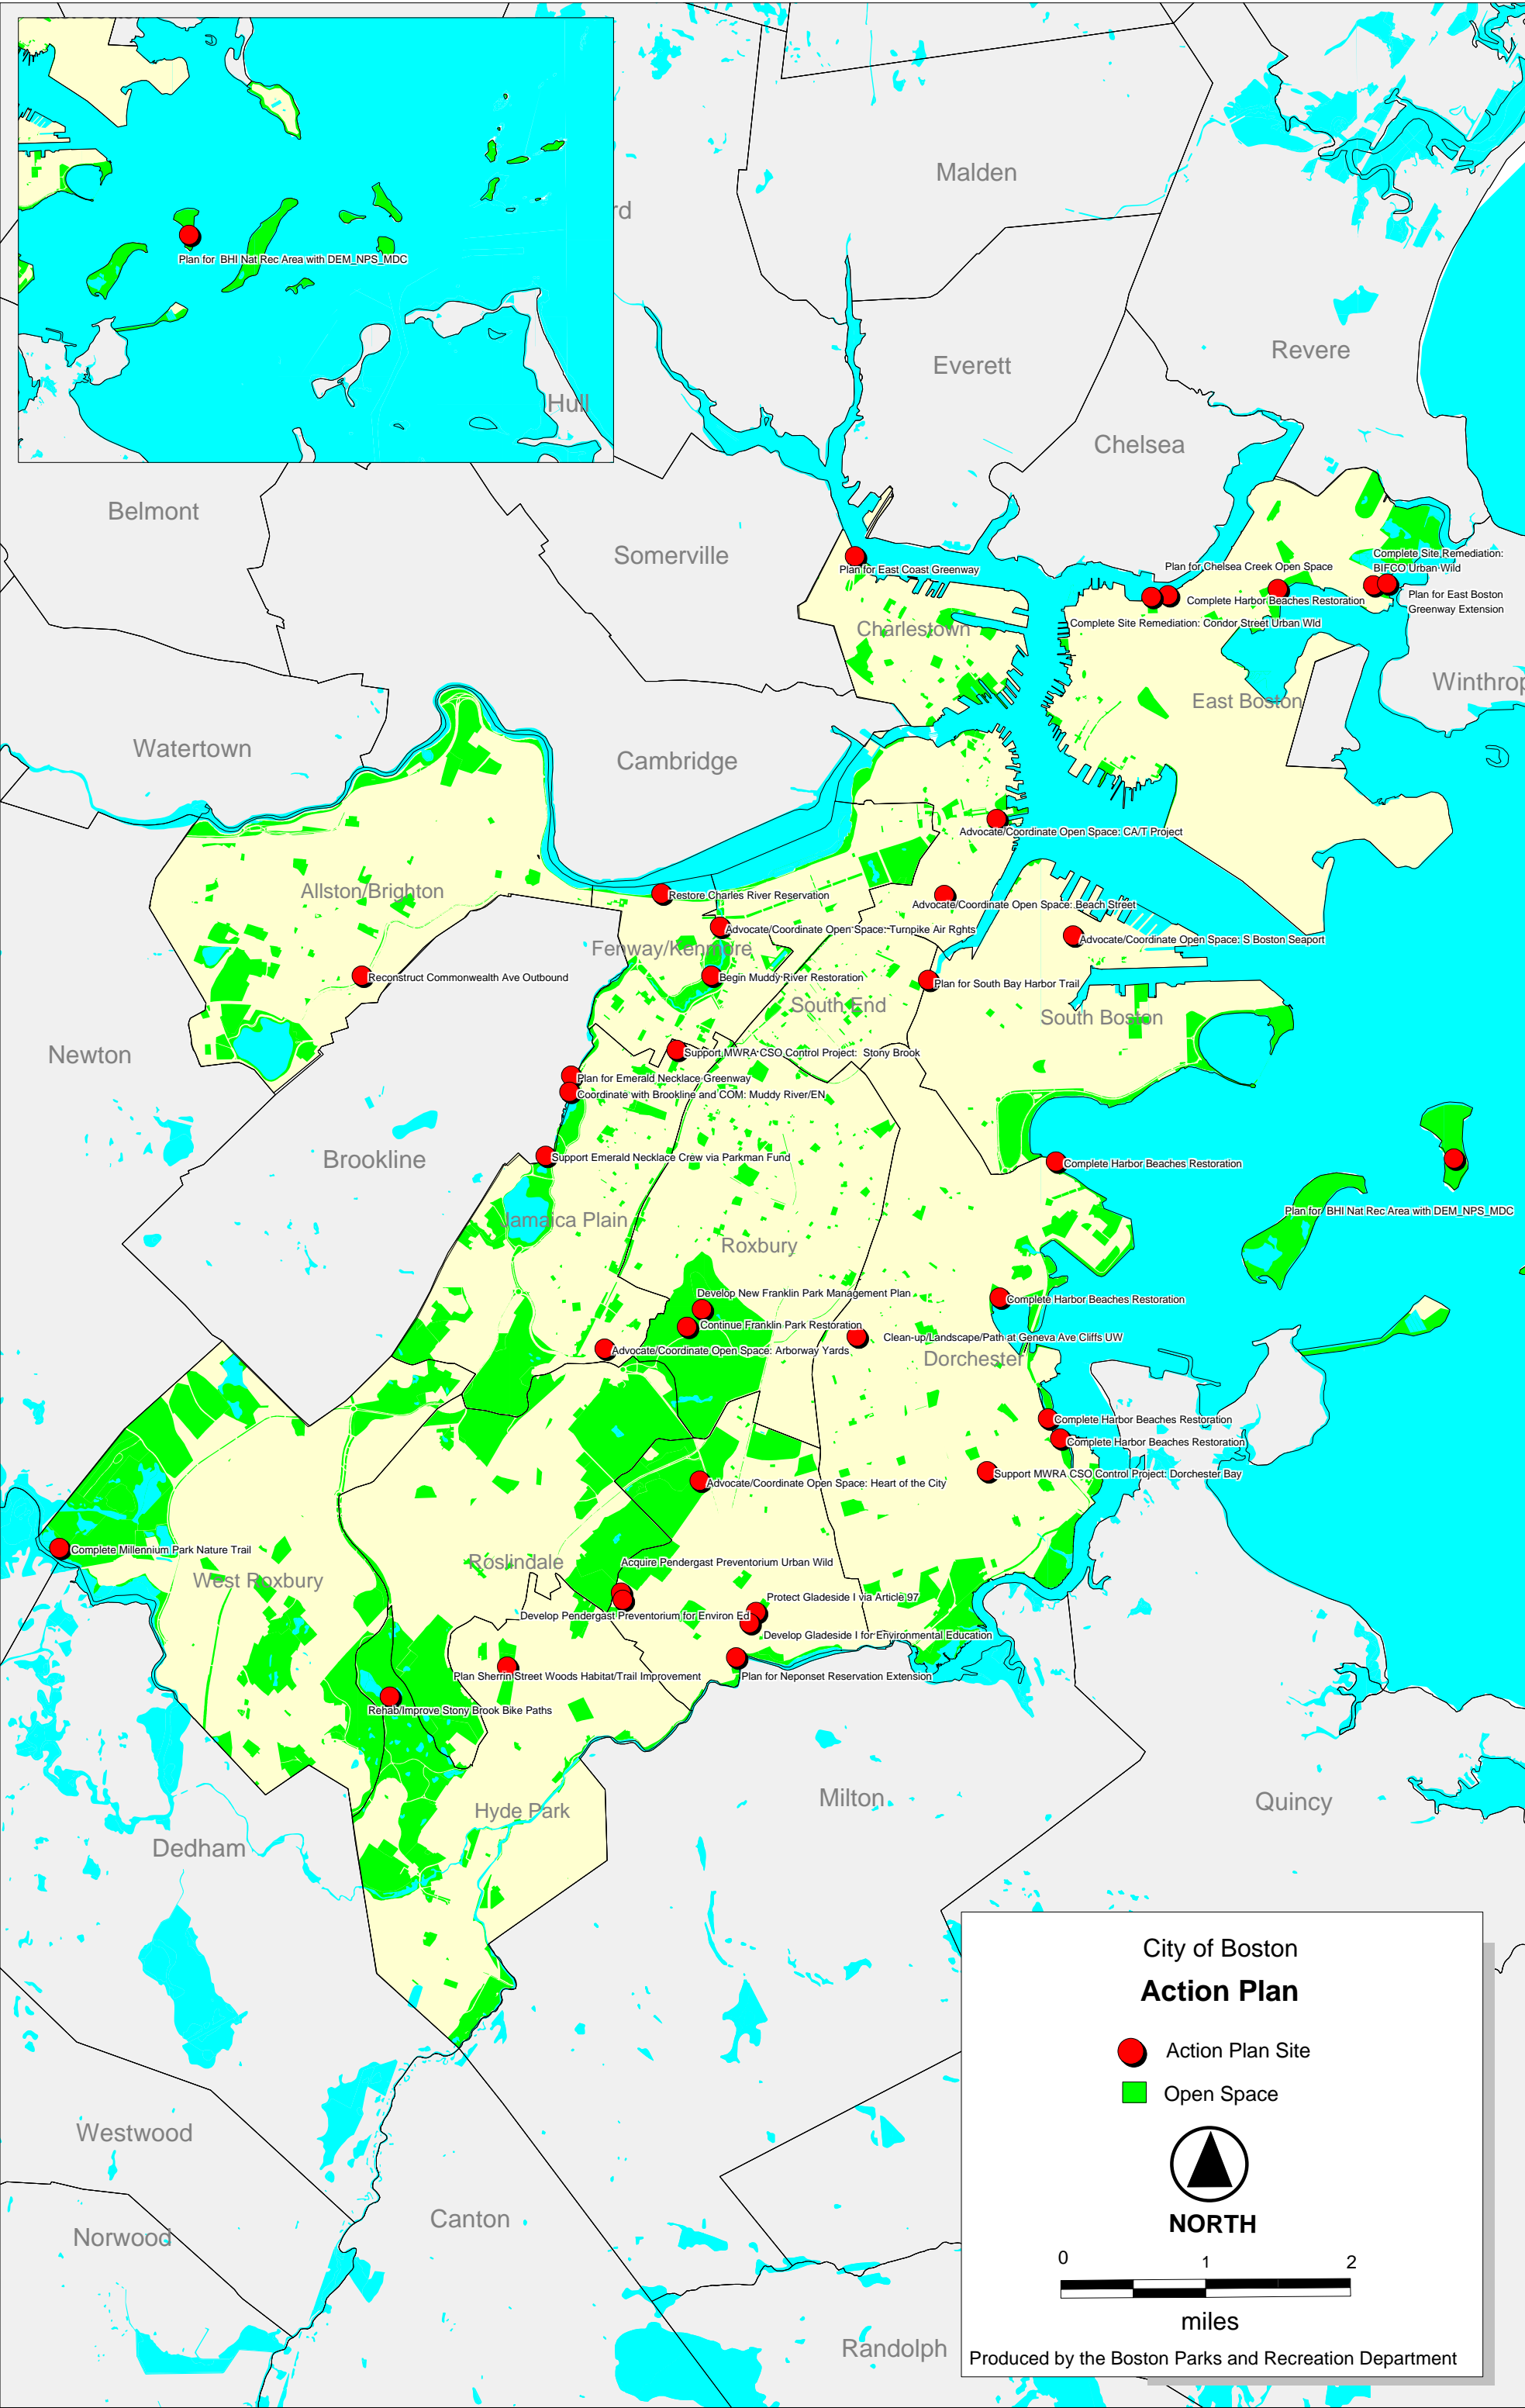 Malden
rd
Plan for BHI Nat Rec Area with DEM_NPS_MDC
Revere
Everett
Hull
Chelsea
Belmont
Somerville
Complete Site Remediation:
BIFCO Urban Wild
Plan for East Coast Greenway
Plan for Chelsea Creek Open Space
Plan for East Boston
Greenway Extension
Complete Harbor Beaches Restoration
Complete Site Remediation: Condor Street Urban Wld
Charlestown
Winthrop
East Boston
Watertown
Cambridge
Advocate/Coordinate Open Space: CA/T Project
Allston/Brighton
Restore Charles River Reservation
Advocate/Coordinate Open Space: Beach Street
Advocate/Coordinate Open Space: Turnpike Air Rghts
Advocate/Coordinate Open Space: S Boston Seaport
Fenway/Kenmore
Reconstruct Commonwealth Ave Outbound
Begin Muddy River Restoration
Plan for South Bay Harbor Trail
South End
South Boston
Newton
Support MWRA CSO Control Project: Stony Brook
Plan for Emerald Necklace Greenway
Coordinate with Brookline and COM: Muddy River/EN
Brookline
Support Emerald Necklace Crew via Parkman Fund
Complete Harbor Beaches Restoration
Plan for BHI Nat Rec Area with DEM_NPS_MDC
Jamaica Plain
Roxbury
Develop New Franklin Park Management Plan
Complete Harbor Beaches Restoration
Continue Franklin Park Restoration
Clean-up/Landscape/Path at Geneva Ave Cliffs UW
Advocate/Coordinate Open Space: Arborway Yards
Dorchester
Complete Harbor Beaches Restoration
Complete Harbor Beaches Restoration
Support MWRA CSO Control Project: Dorchester Bay
Advocate/Coordinate Open Space: Heart of the City
Complete Millennium Park Nature Trail
Roslindale
Acquire Pendergast Preventorium Urban Wild
West Roxbury
Protect Gladeside I via Article 97
Develop Pendergast Preventorium for Environ Ed
Develop Gladeside I for Environmental Education
Plan Sherrin Street Woods Habitat/Trail Improvement
Plan for Neponset Reservation Extension
Rehab/Improve Stony Brook Bike Paths
Milton
Quincy
Hyde Park
Dedham
City of Boston
Action Plan
Action Plan Site
Open Space
NORTH
0 1 2
miles
Produced by the Boston Parks and Recreation Department
Westwood
Canton
Norwood
Randolph